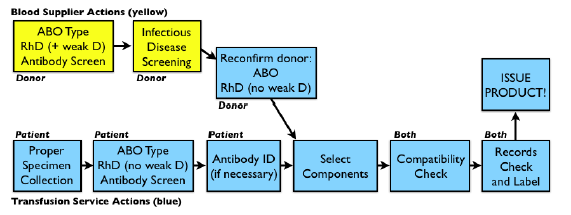 Blood Supplier Actions (yellow)
ABO Type
RhD (+ weak D)
Antibody Screen
Donor
Infectious
Disease
Screening
Donor
Reconfirm donor:
ABO
RhD (no weak D)
Donor
ISSUE
PRODUCT!
Patient
Proper
Specimen
Collection
Patient
ABO Type
RhD (no weak D)
Antibody Screen
Patient
Antibody ID
(if necessary)
Select
Components
Both
Compatibility
Check
Both
Records
Check
and Label
Transfusion Service Actions (blue)